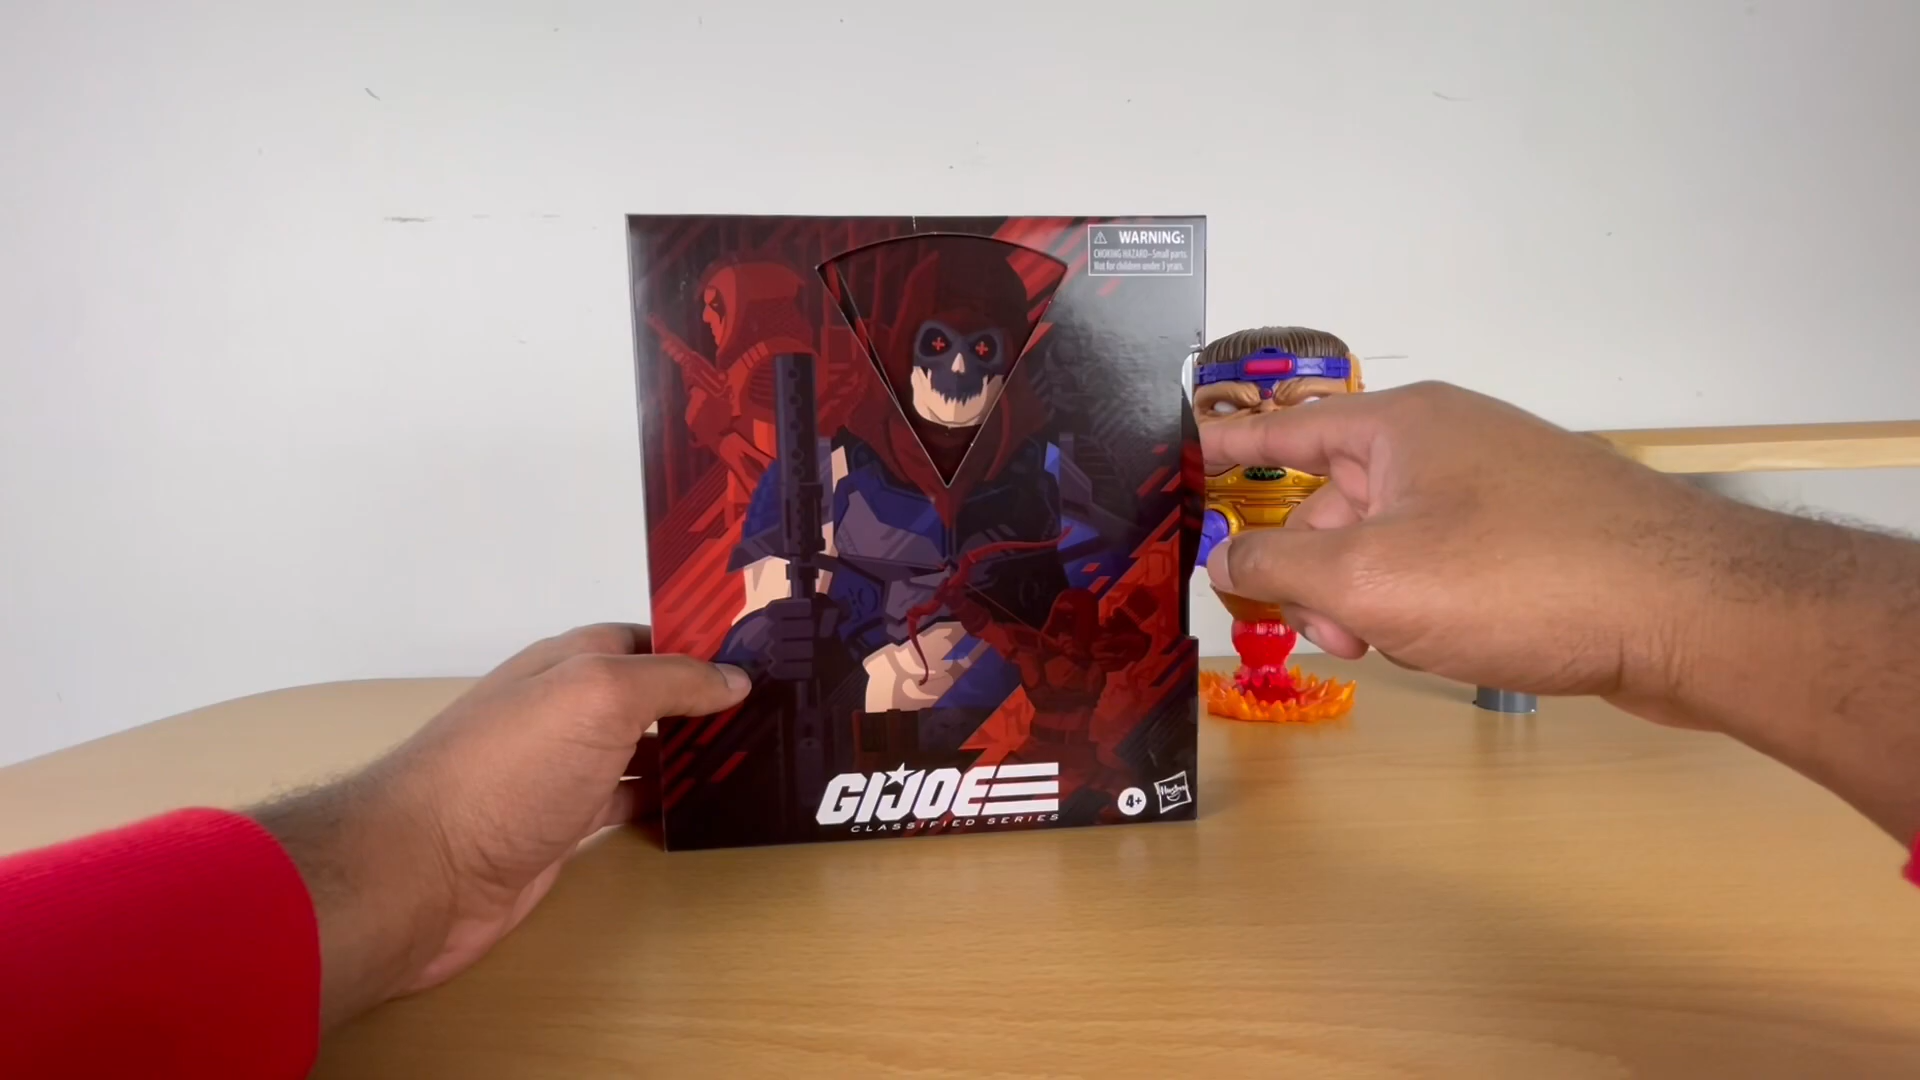 WARNING:
CHOKING HAZARD–Small parts.
Not for children under 3 years.
GI JOE
CLASSIFIED SERIES
4+
Hasbro